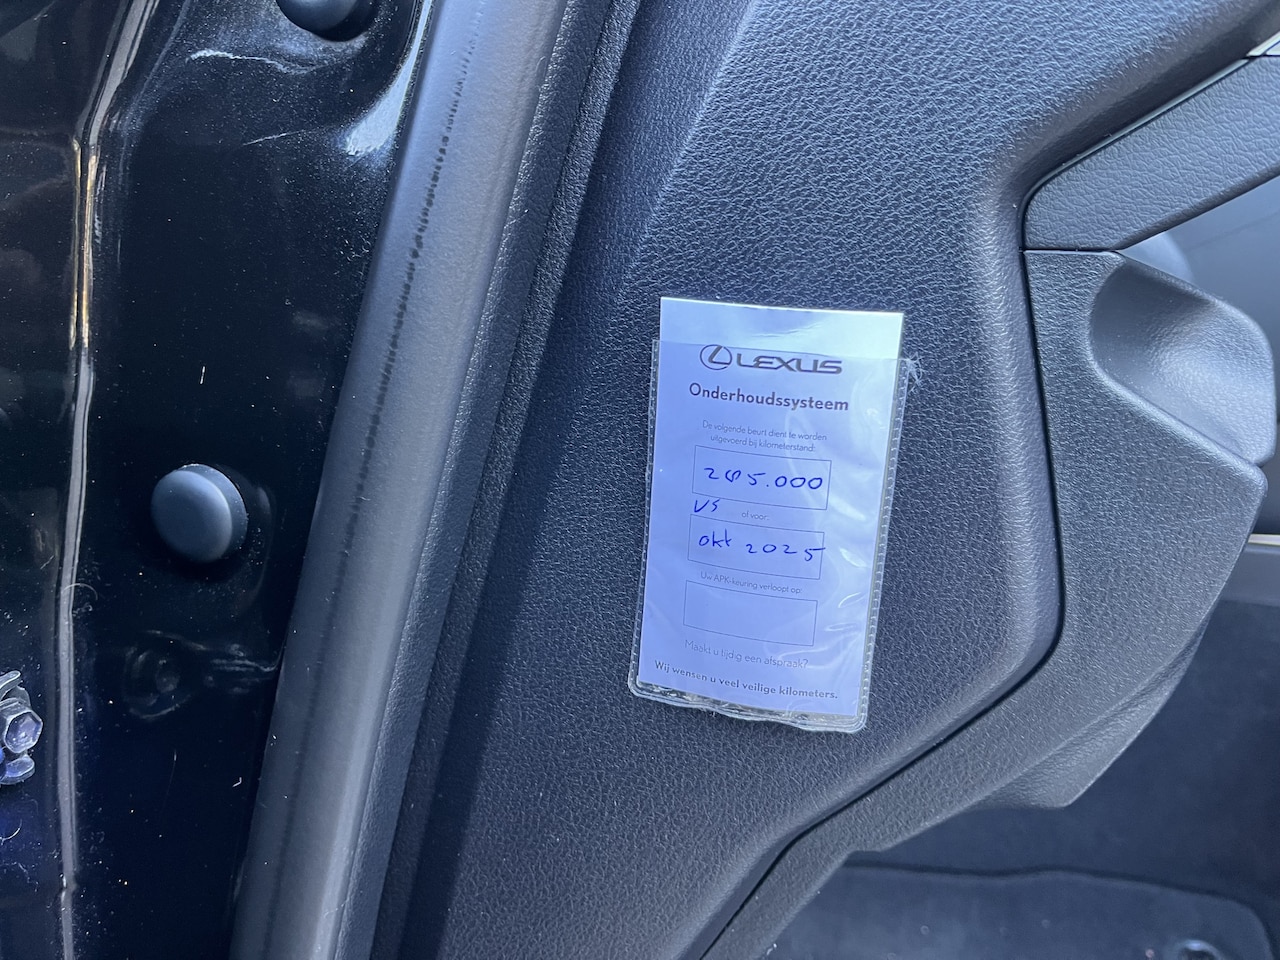 LEXUS
Onderhoudssysteem
De volgende beurt dient te worden
uitgevoerd bij kilometerstand:
.000
VS of voor:
okt 2025
Uw APK-keuring verloopt op:
Maakt u tijdig een afspraak?
Wij wensen u veel veilige kilometers.